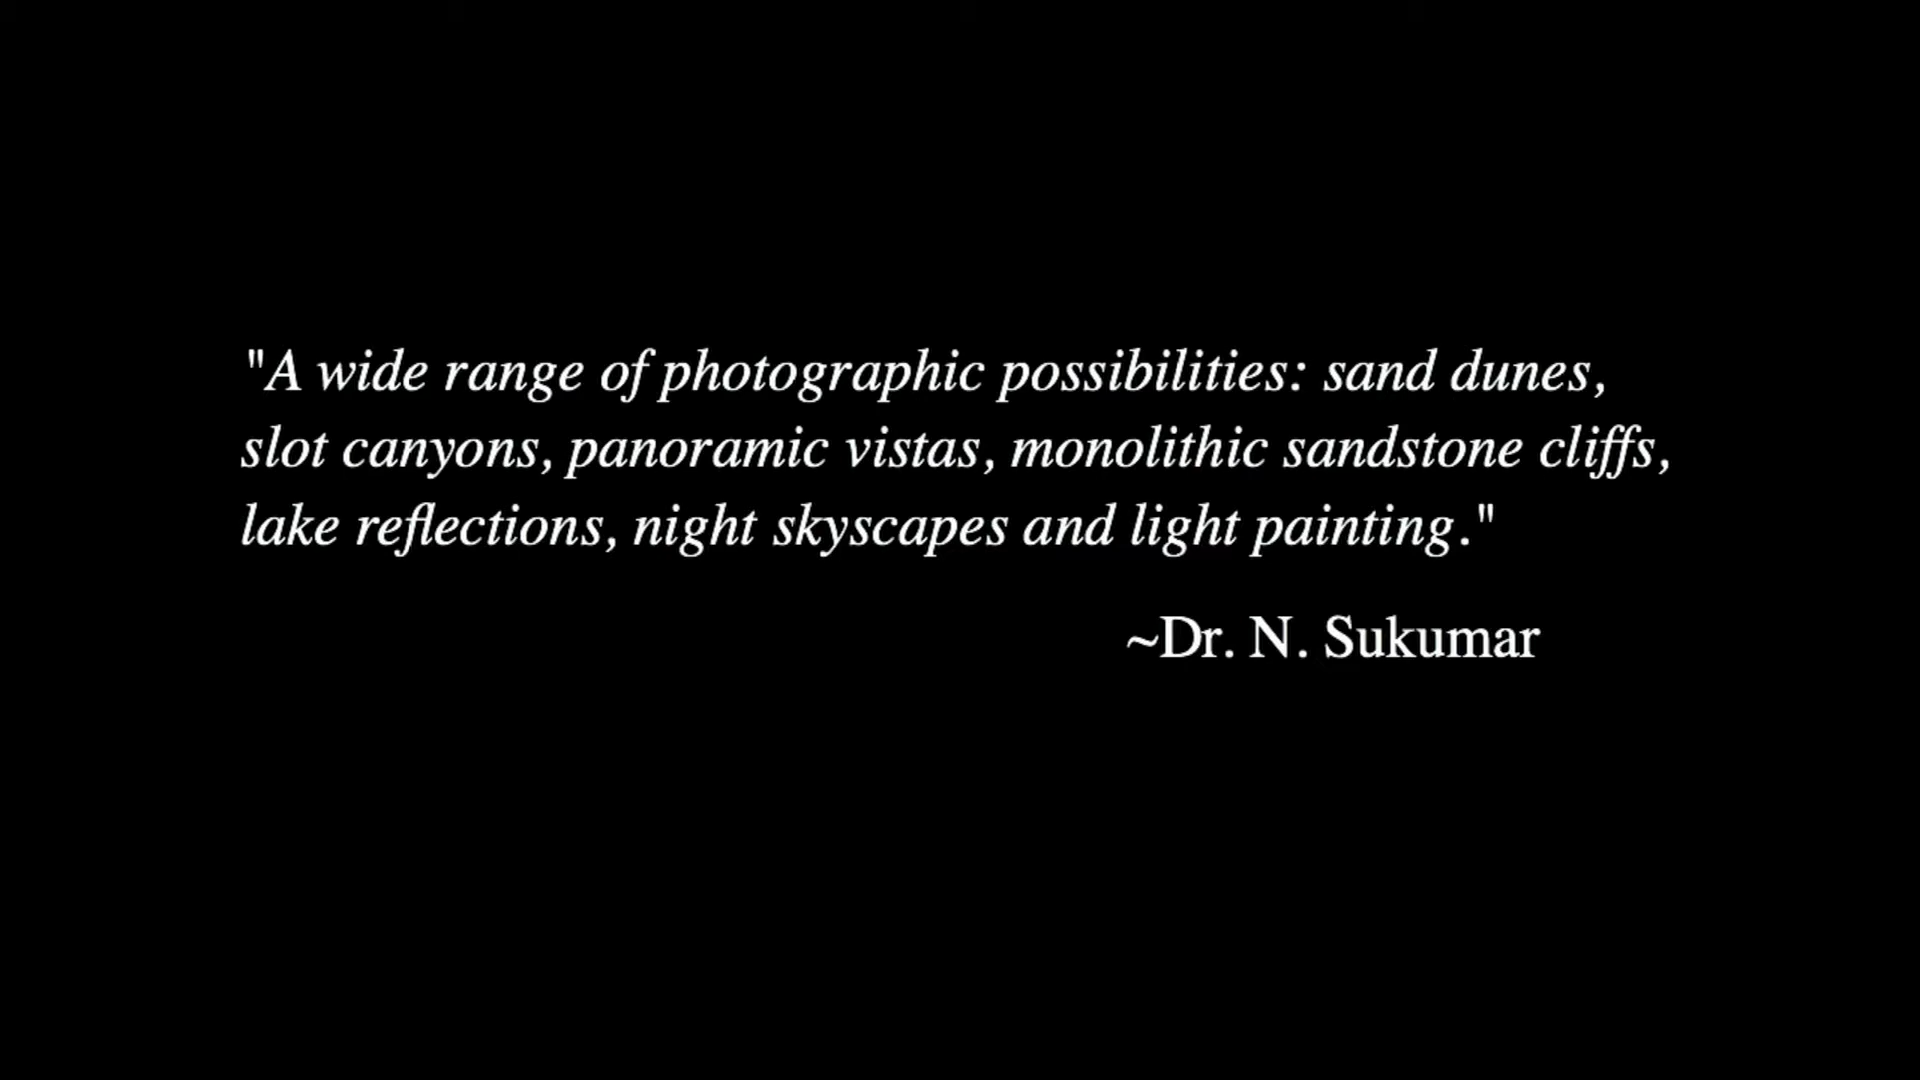 "A wide range of photographic possibilities: sand dunes,
slot canyons, panoramic vistas, monolithic sandstone cliffs,
lake reflections, night skyscapes and light painting."
~Dr. N. Sukumar